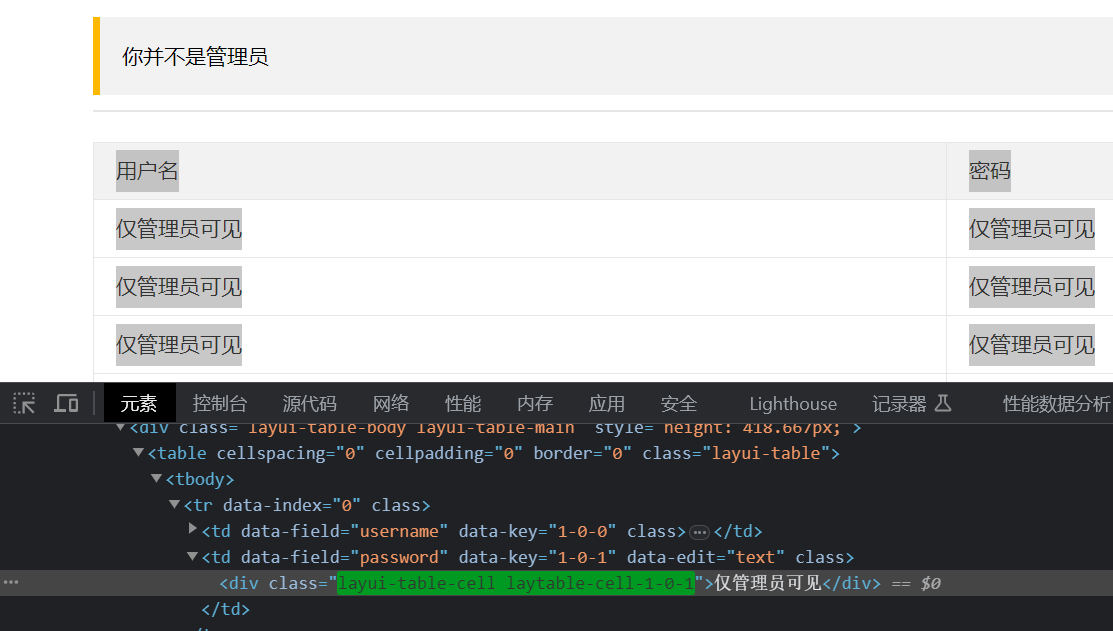 你并不是管理员
用户名 密码
仅管理员可见 仅管理员可见
仅管理员可见 仅管理员可见
仅管理员可见 仅管理员可见
元素 控制台 源代码 网络 性能 内存 应用 安全 Lighthouse 记录器 性能数据分析
<div class="layui-table-body layui-table-main" style="height: 418.667px;">
<table cellspacing="0" cellpadding="0" border="0" class="layui-table">
<tbody>
<tr data-index="0" class>
<td data-field="username" data-key="1-0-0" class>…</td>
<td data-field="password" data-key="1-0-1" data-edit="text" class>
<div class="layui-table-cell laytable-cell-1-0-1">仅管理员可见</div> == $0
</td>